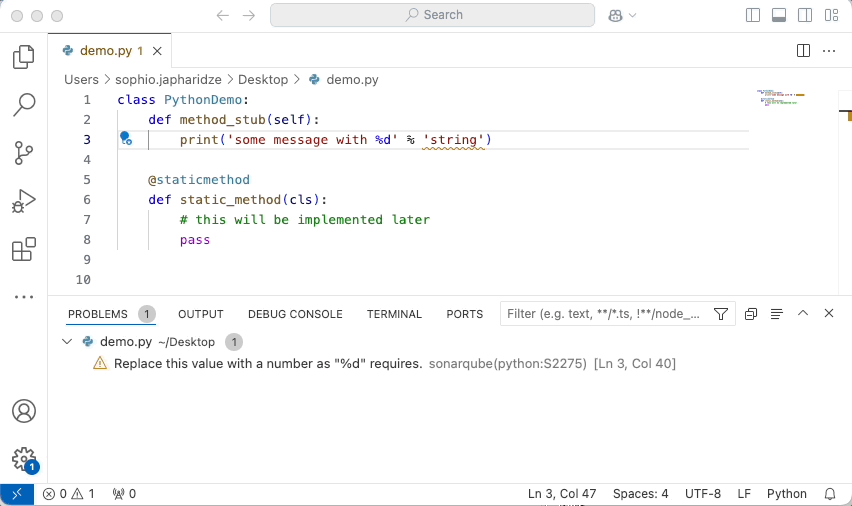 Search
demo.py 1
Users > sophio.japharidze > Desktop > demo.py
1 class PythonDemo:
2 def method_stub(self):
3 print('some message with %d' % 'string')
4
5 @staticmethod
6 def static_method(cls):
7 # this will be implemented later
8 pass
9
10
PROBLEMS 1 OUTPUT DEBUG CONSOLE TERMINAL PORTS Filter (e.g. text, **/*.ts, !**/node_...
demo.py ~/Desktop 1
Replace this value with a number as "%d" requires. sonarqube(python:S2275) [Ln 3, Col 40]
1
0 1 0 Ln 3, Col 47 Spaces: 4 UTF-8 LF Python